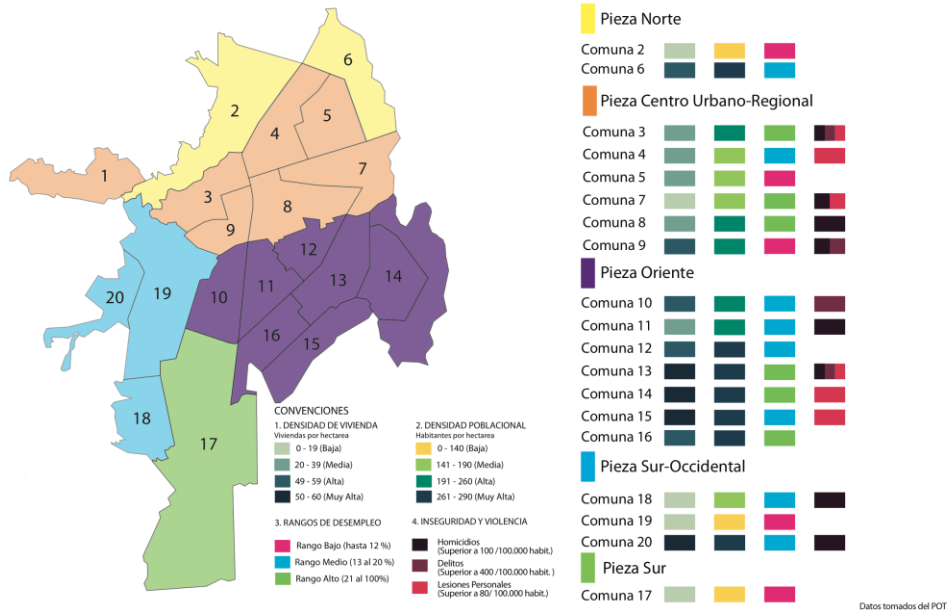 1
2
3
4
5
6
7
8
9
10
11
12
13
14
15
16
17
18
19
20
CONVENCIONES
1. DENSIDAD DE VIVIENDA
Viviendas por hectarea
0 - 19 (Baja)
20 - 39 (Media)
49 - 59 (Alta)
50 - 60 (Muy Alta)
2. DENSIDAD POBLACIONAL
Habitantes por hectarea
0 - 140 (Baja)
141 - 190 (Media)
191 - 260 (Alta)
261 - 290 (Muy Alta)
3. RANGOS DE DESEMPLEO
Rango Bajo (hasta 12 %)
Rango Medio (13 al 20 %)
Rango Alto (21 al 100%)
4. INSEGURIDAD Y VIOLENCIA
Homicidios
(Superior a 100 /100.000 habit.)
Delitos
(Superior a 400 /100.000 habit. )
Lesiones Personales
(Superior a 80/ 100.000 habit.)
Pieza Norte
Comuna 2
Comuna 6
Pieza Centro Urbano-Regional
Comuna 3
Comuna 4
Comuna 5
Comuna 7
Comuna 8
Comuna 9
Pieza Oriente
Comuna 10
Comuna 11
Comuna 12
Comuna 13
Comuna 14
Comuna 15
Comuna 16
Pieza Sur-Occidental
Comuna 18
Comuna 19
Comuna 20
Pieza Sur
Comuna 17
Datos tomados del POT